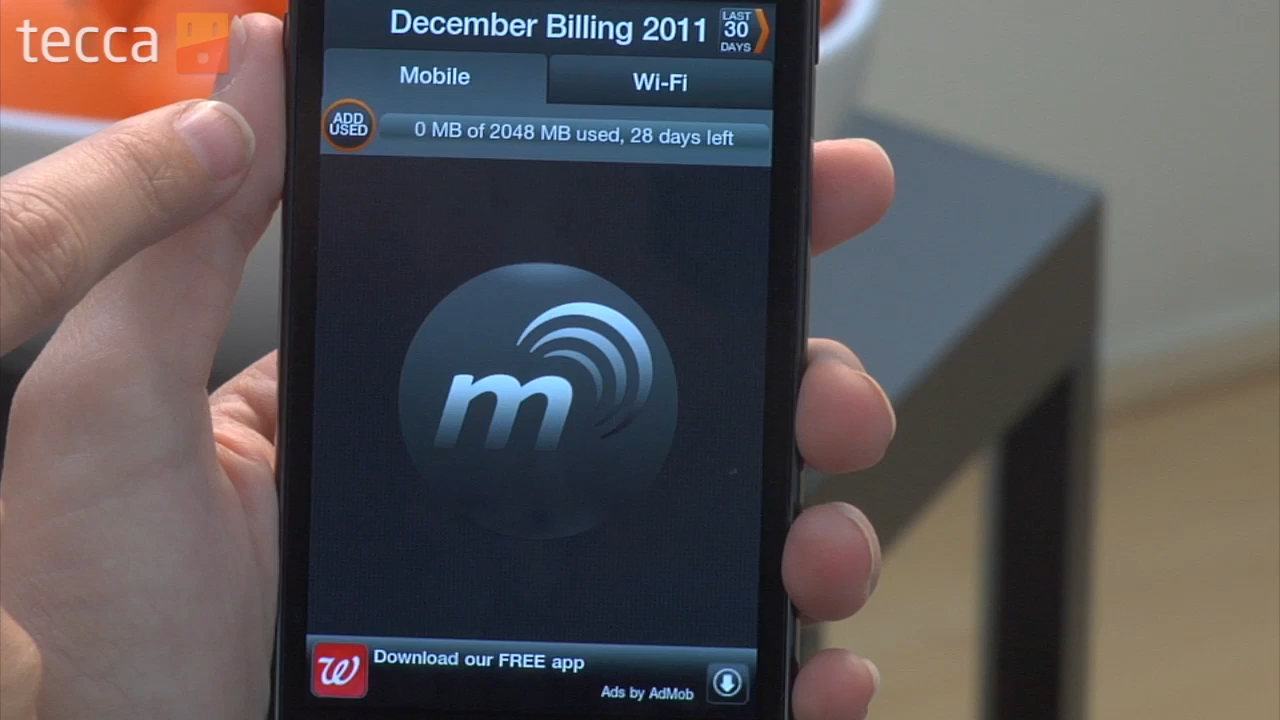 tecca
December Billing 2011
LAST
30
DAYS
Mobile
Wi-Fi
ADD
USED
0 MB of 2048 MB used, 28 days left
m
W
Download our FREE app
Ads by AdMob